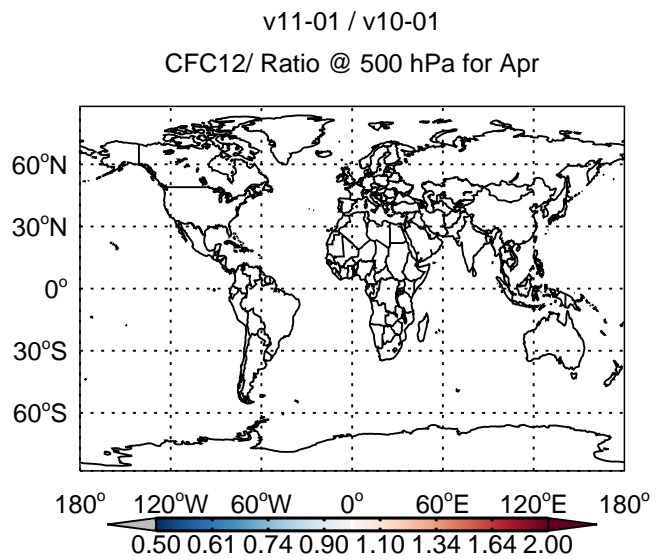 v11-01 / v10-01
CFC12/ Ratio @ 500 hPa for Apr
60°N
30°N
0°
30°S
60°S
180° 120°W 60°W 0° 60°E 120°E 180°
0.50 0.61 0.74 0.90 1.10 1.34 1.64 2.00